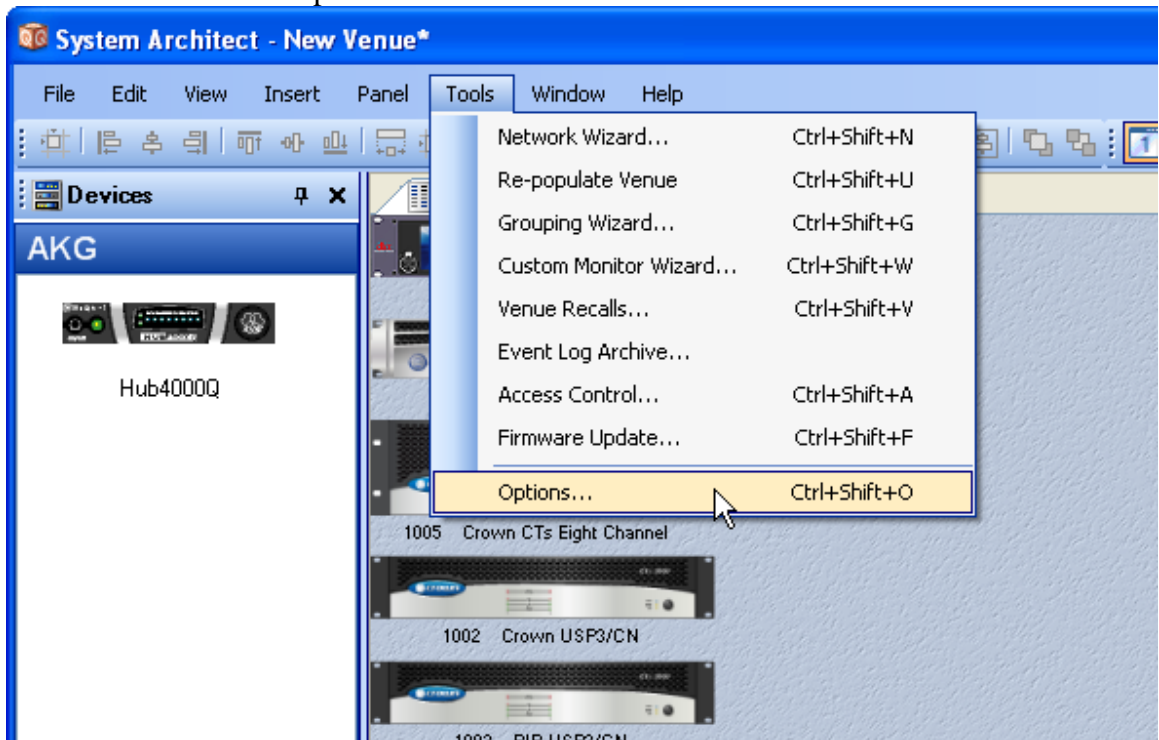 System Architect - New Venue*
File Edit View Insert Panel Tools Window Help
Devices
AKG
Hub4000Q
Network Wizard... Ctrl+Shift+N
Re-populate Venue Ctrl+Shift+U
Grouping Wizard... Ctrl+Shift+G
Custom Monitor Wizard... Ctrl+Shift+W
Venue Recalls... Ctrl+Shift+V
Event Log Archive...
Access Control... Ctrl+Shift+A
Firmware Update... Ctrl+Shift+F
Options... Ctrl+Shift+O
1005 Crown CTs Eight Channel
1002 Crown USP3/CN